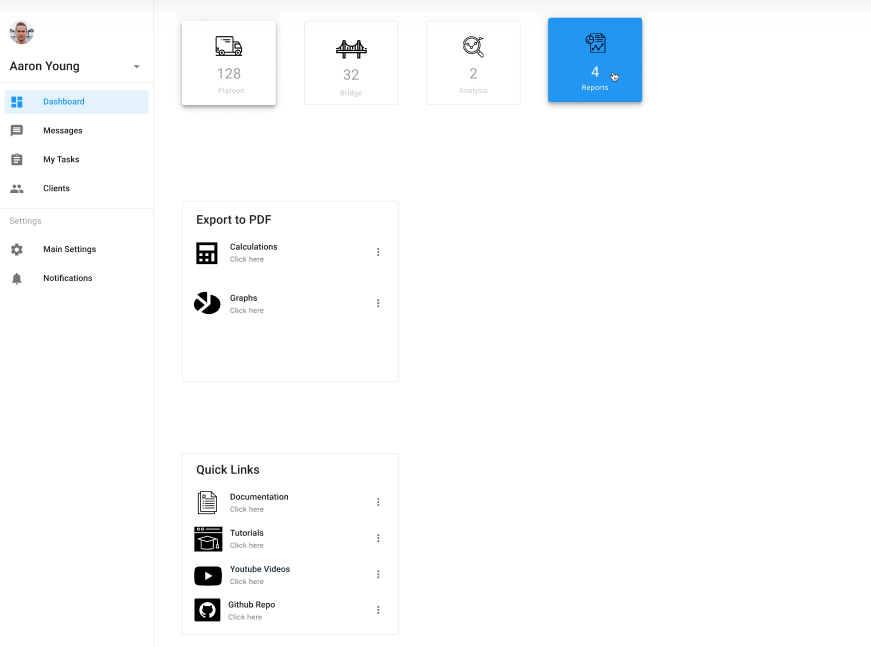 Aaron Young
Dashboard
Messages
My Tasks
Clients
Settings
Main Settings
Notifications
128
Platoon
32
Bridge
2
Analysis
4
Reports
Export to PDF
Calculations
Click here
Graphs
Click here
Quick Links
Documentation
Click here
Tutorials
Click here
Youtube Videos
Click here
Github Repo
Click here